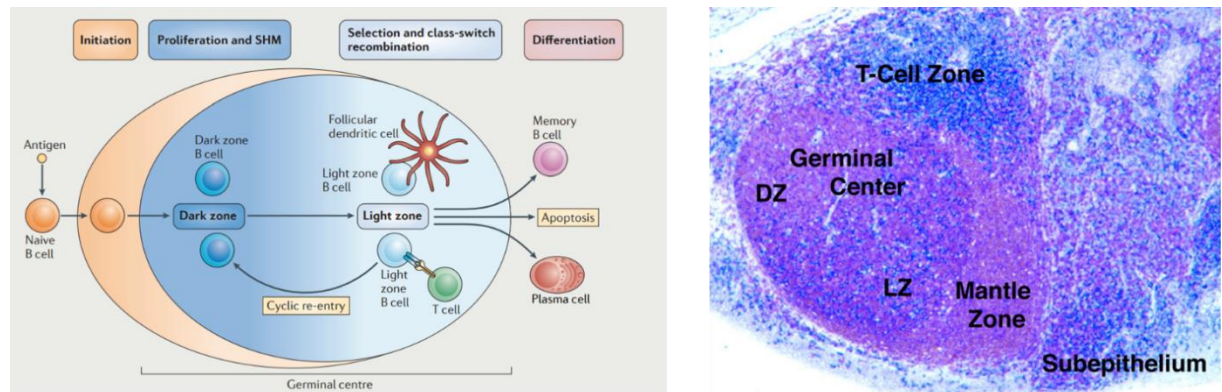 Initiation
Proliferation and SHM
Selection and class-switch
recombination
Differentiation
Antigen
Naive
B cell
Dark zone
B cell
Dark zone
Cyclic re-entry
Follicular
dendritic cell
Light zone
B cell
Light zone
Light
zone
B cell
T cell
Memory
B cell
Apoptosis
Plasma cell
Germinal centre
T-Cell Zone
Germinal
Center
DZ
LZ
Mantle
Zone
Subepithelium